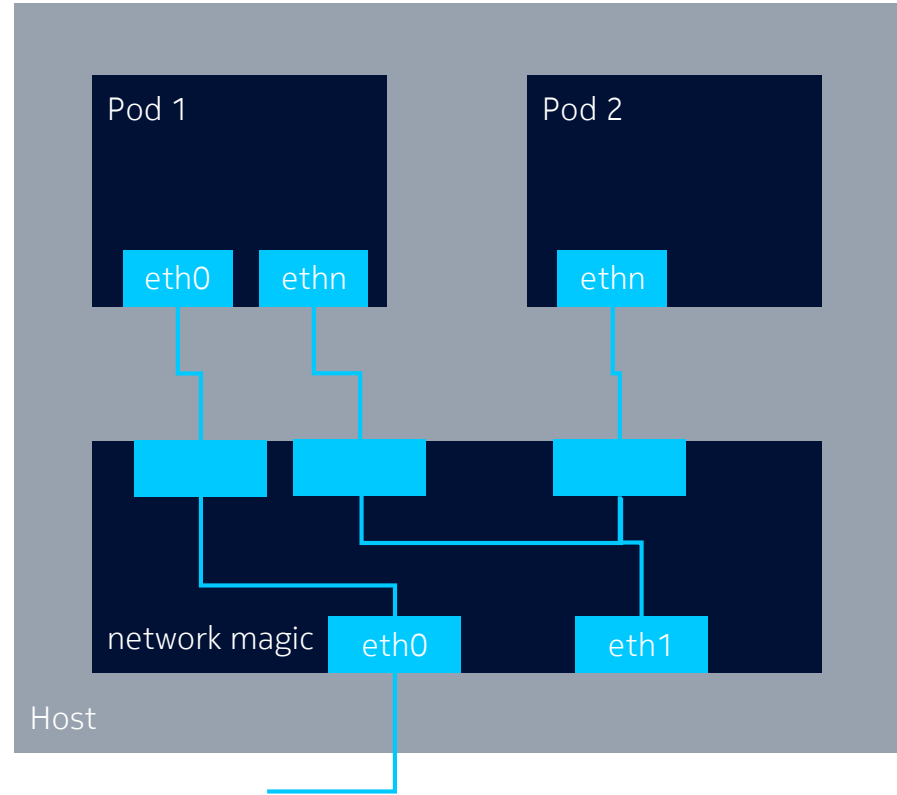 Pod 1
Pod 2
eth0
ethn
ethn
network magic
eth0
eth1
Host